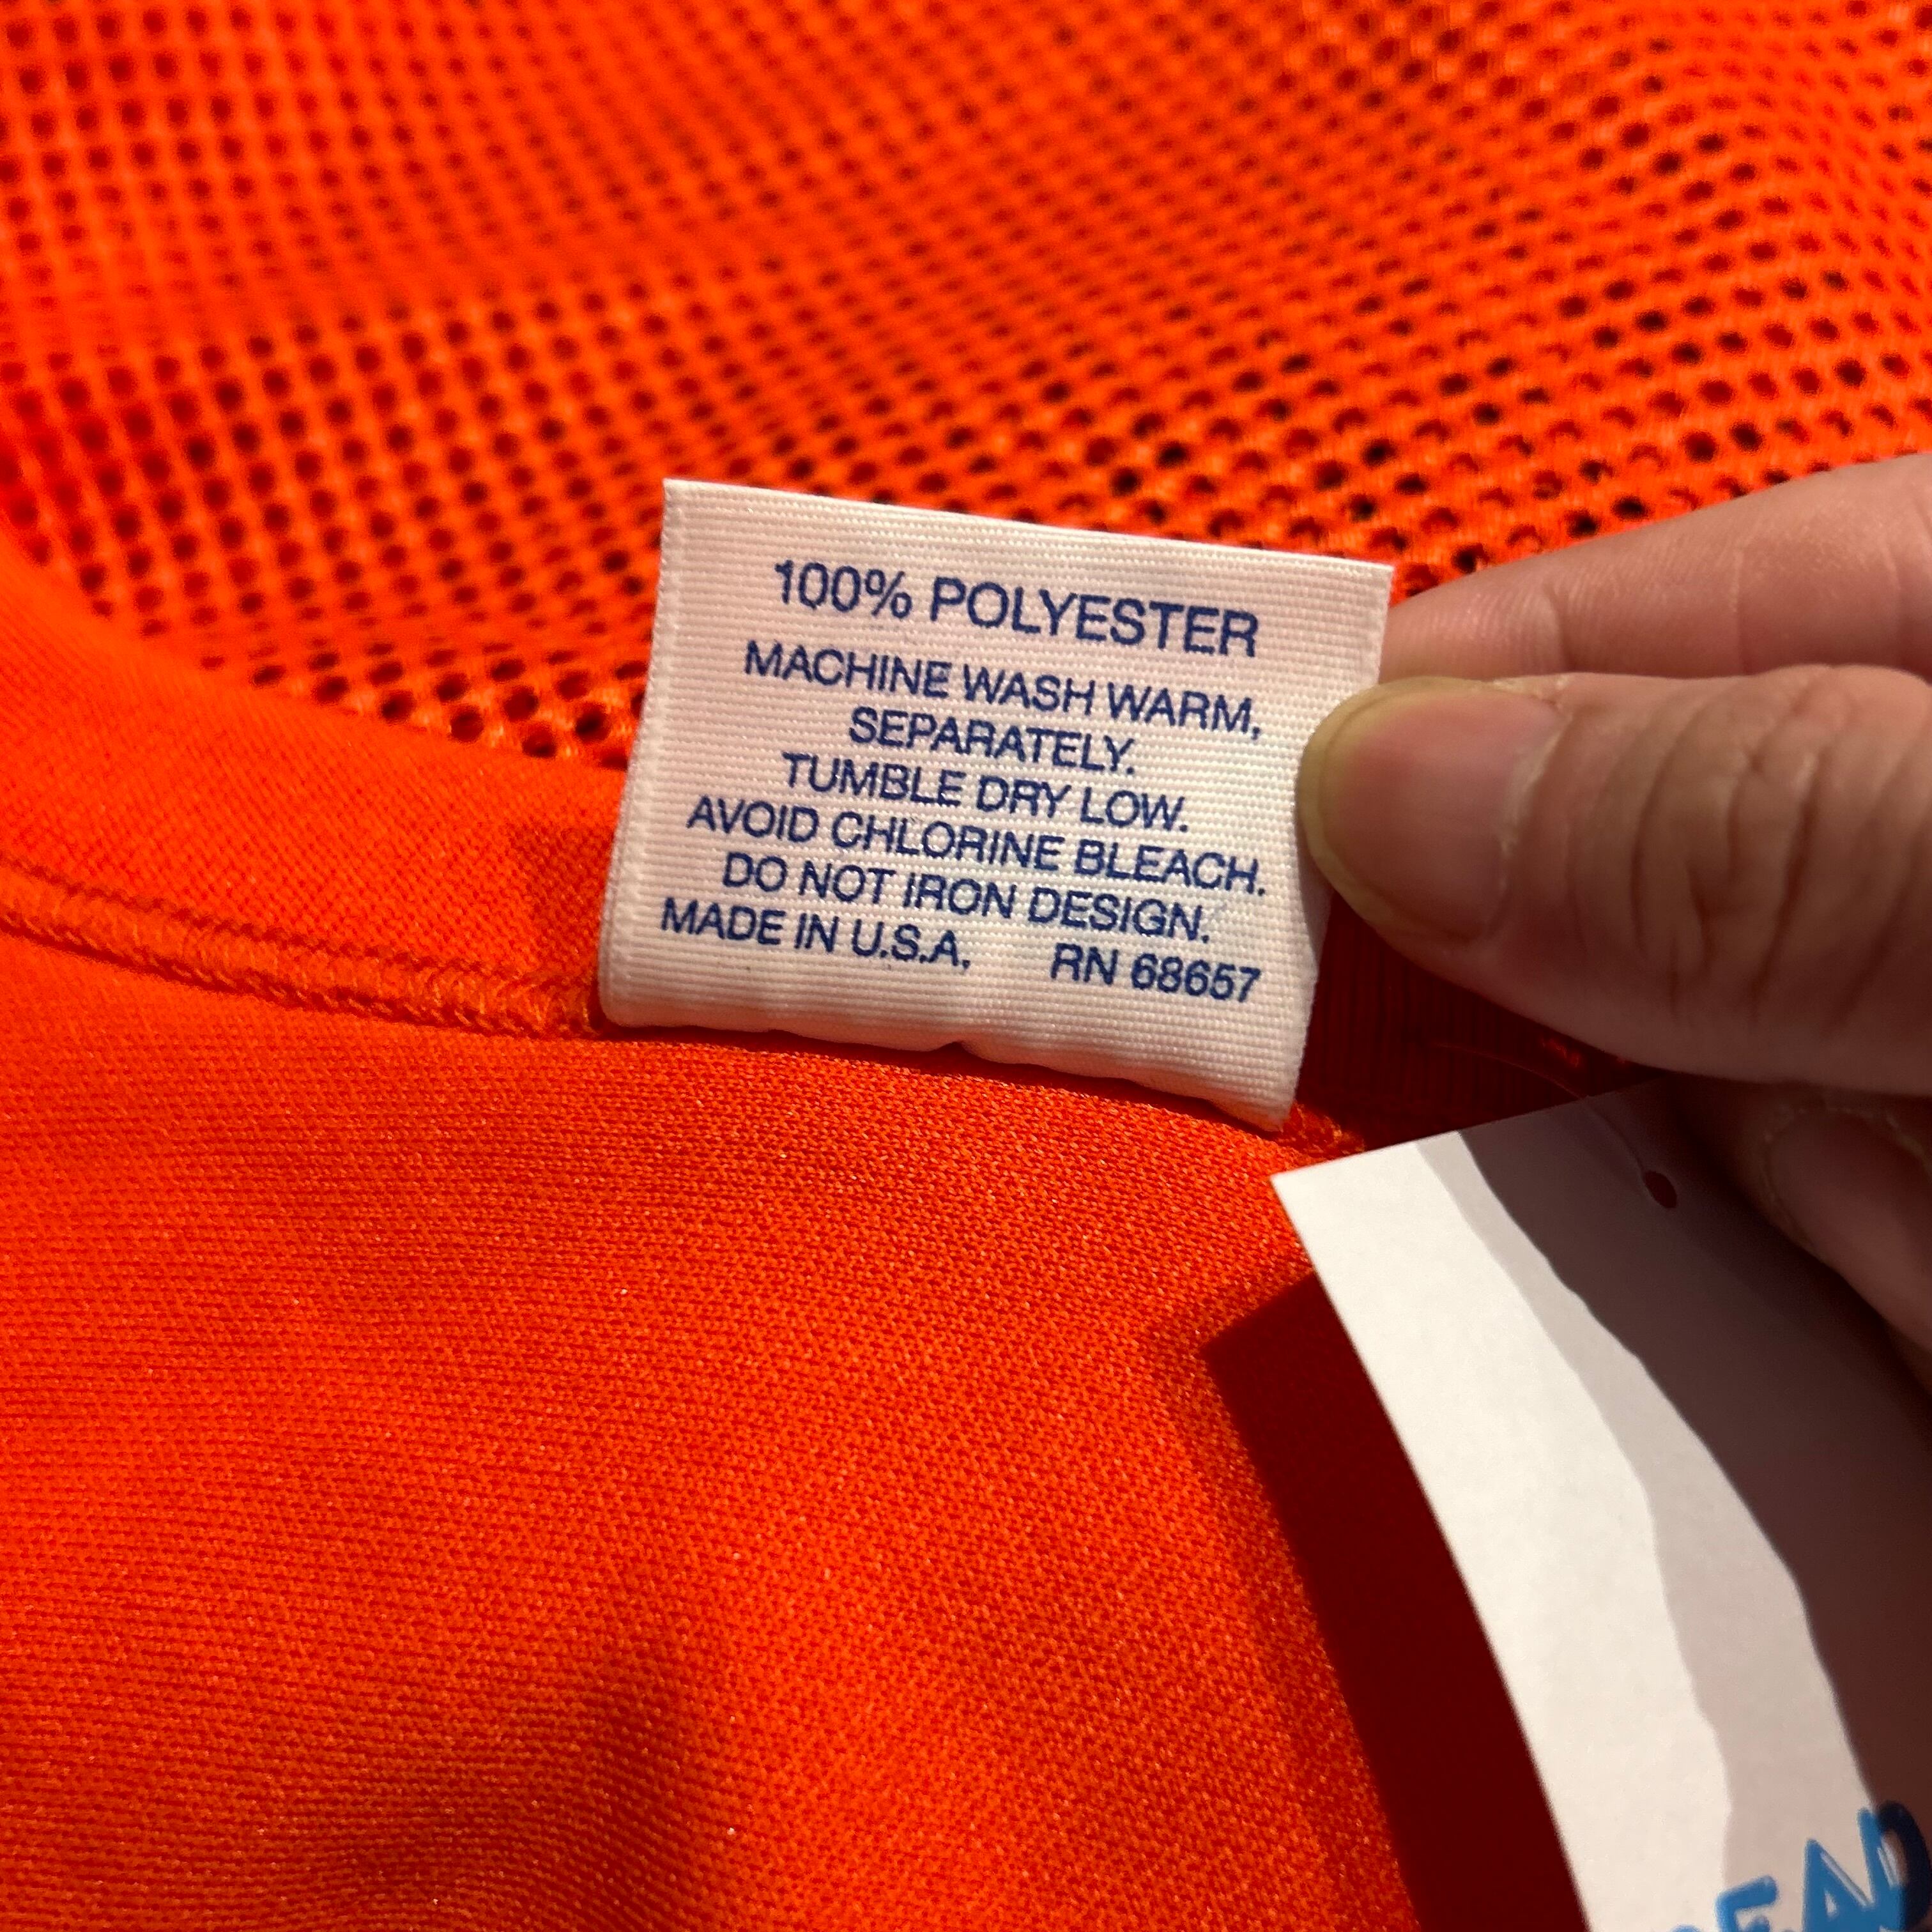 100% POLYESTER
MACHINE WASH WARM,
SEPARATELY.
TUMBLE DRY LOW.
AVOID CHLORINE BLEACH.
DO NOT IRON DESIGN.
MADE IN U.S.A. RN 68657